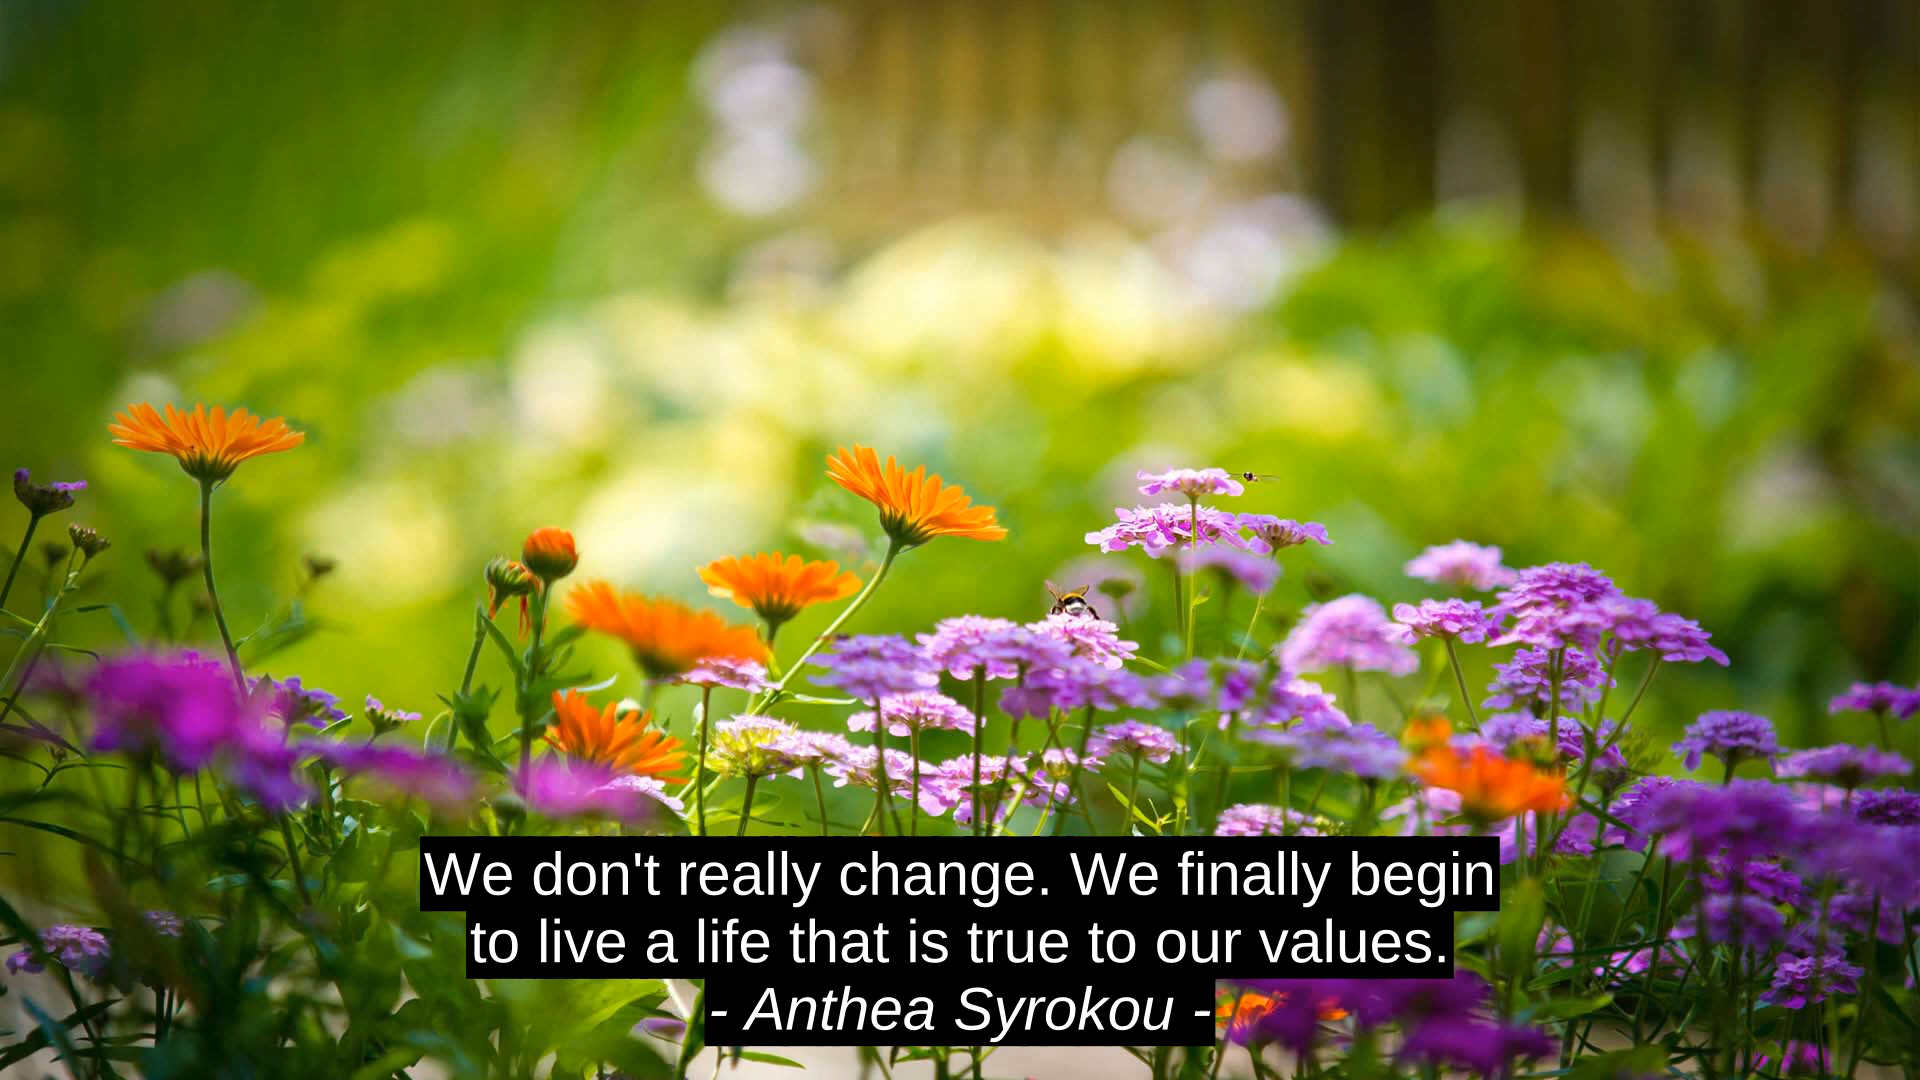 We don't really change. We finally begin
to live a life that is true to our values.
- Anthea Syrokou -